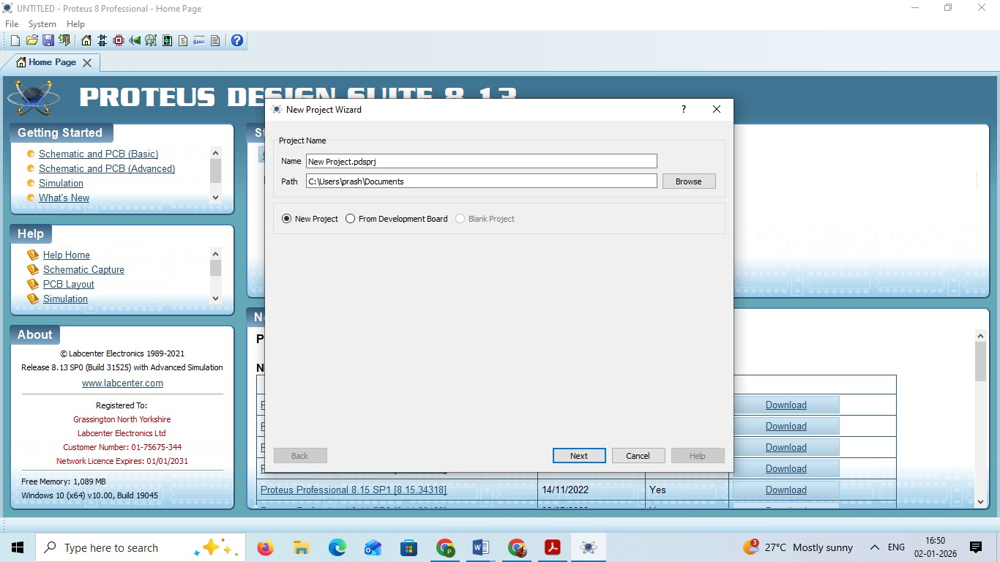 UNTITLED - Proteus 8 Professional - Home Page
File System Help
Home Page
PROTEUS DESIGN SUITE 8.13
Getting Started
Schematic and PCB (Basic)
Schematic and PCB (Advanced)
Simulation
What's New
Help
Help Home
Schematic Capture
PCB Layout
Simulation
About
© Labcenter Electronics 1989-2021
Release 8.13 SP0 (Build 31525) with Advanced Simulation
www.labcenter.com
Registered To:
Grassington North Yorkshire
Labcenter Electronics Ltd
Customer Number: 01-75675-344
Network Licence Expires: 01/01/2031
Free Memory: 1,089 MB
Windows 10 (x64) v10.00, Build 19045
New Project Wizard
?
Project Name
Name New Project.pdsprj
Path C:\Users\prash\Documents Browse
New Project From Development Board Blank Project
Back Next Cancel Help
Download
Download
Download
Download
Proteus Professional 8.15 SP1 [8.15.34318] 14/11/2022 Yes Download
Type here to search
27°C Mostly sunny
ENG
16:50
02-01-2026